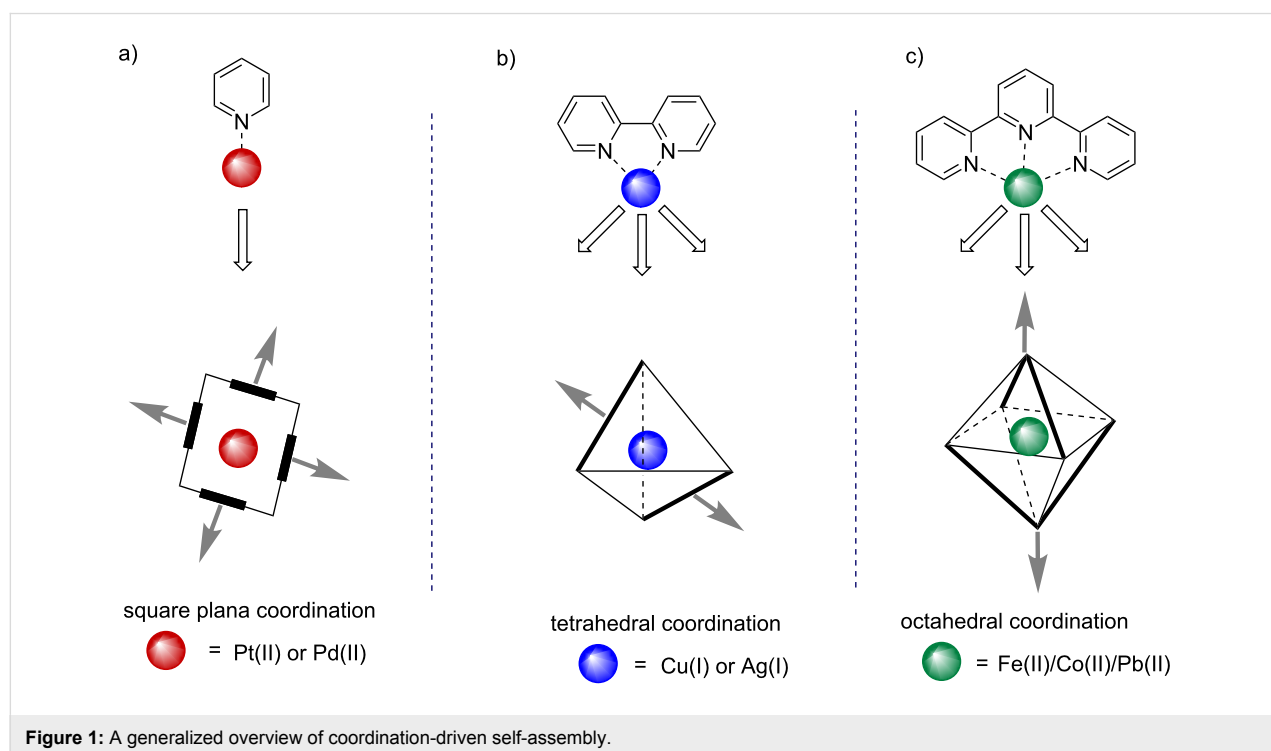 a)
b)
c)
N
N N
N N N
square plana coordination
= Pt(II) or Pd(II)
tetrahedral coordination
= Cu(I) or Ag(I)
octahedral coordination
= Fe(II)/Co(II)/Pb(II)
Figure 1: A generalized overview of coordination-driven self-assembly.